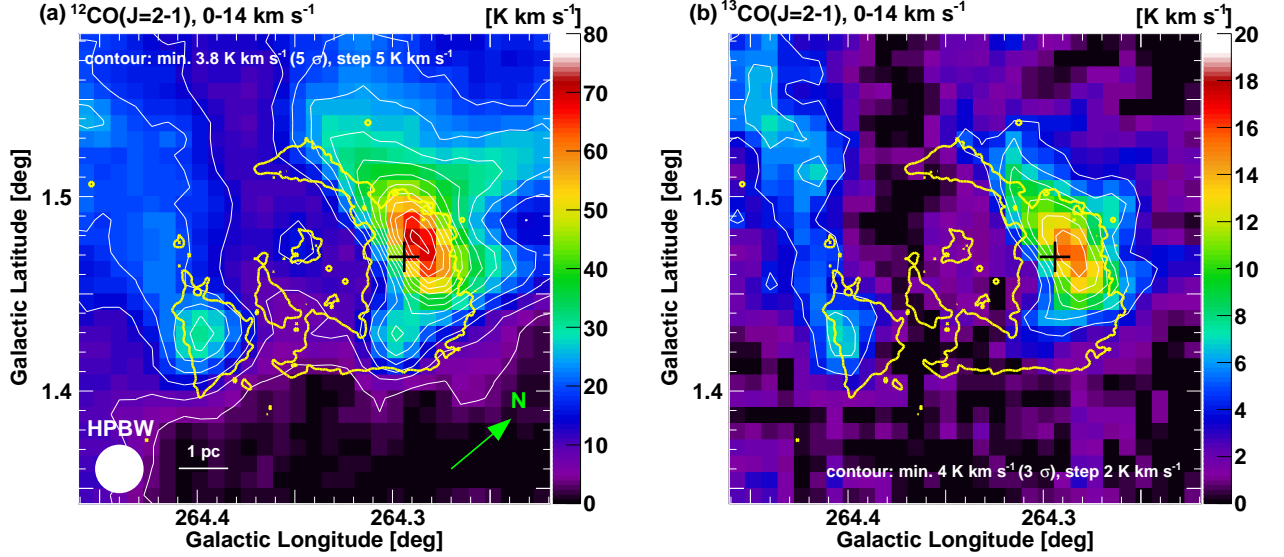 (a) ¹²CO(J=2-1), 0-14 km s⁻¹
[K km s⁻¹]
contour: min. 3.8 K km s⁻¹ (5 σ), step 5 K km s⁻¹
80
70
60
50
40
30
20
10
0
1.5
1.4
Galactic Latitude [deg]
N
HPBW
1 pc
264.4
264.3
Galactic Longitude [deg]
(b) ¹³CO(J=2-1), 0-14 km s⁻¹
[K km s⁻¹]
20
18
16
14
12
10
8
6
4
2
0
1.5
1.4
Galactic Latitude [deg]
contour: min. 4 K km s⁻¹ (3 σ), step 2 K km s⁻¹
264.4
264.3
Galactic Longitude [deg]